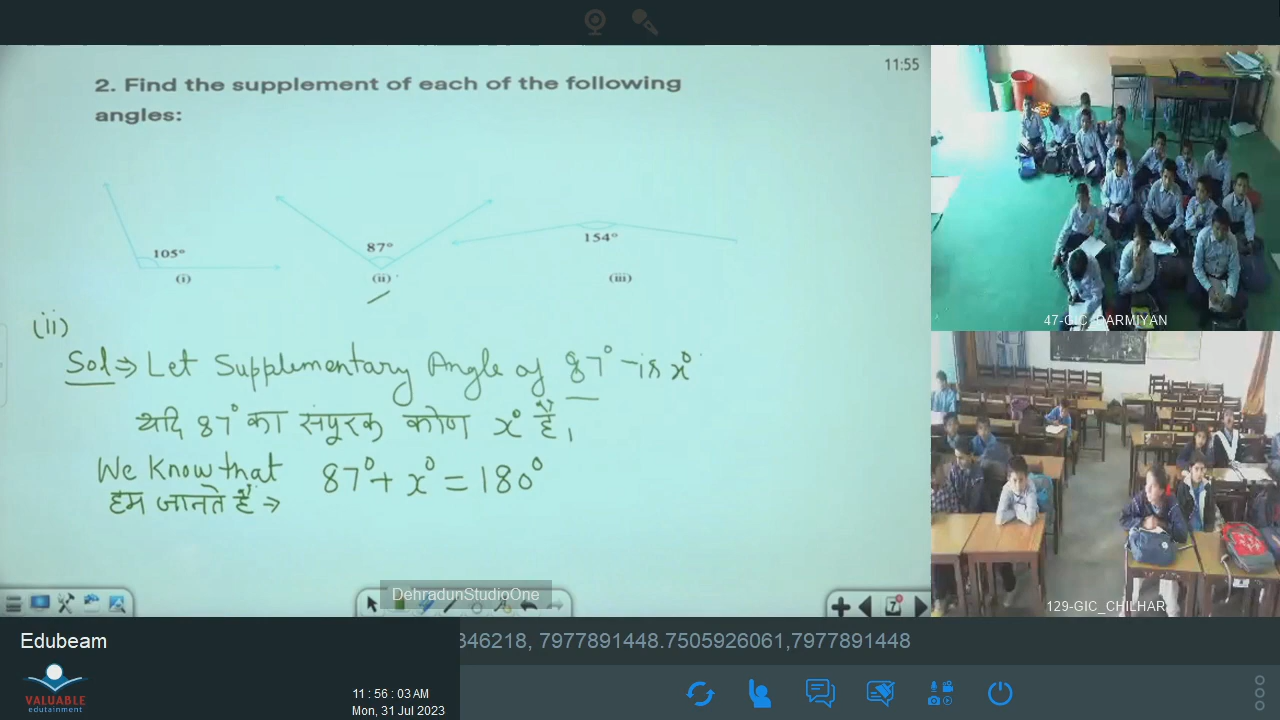 11:55
2. Find the supplement of each of the following
angles:
105°
(i)
87°
(ii)
154°
(iii)
(ii)
Sol ⇒ Let Supplementary Angle of 87° is x°
यदि 87° का संपूरक कोण x° है।
We Know that 87° + x° = 180°
हम जानते हैं →
47-GIC_DARMIYAN
129-GIC_CHILHAR
DehradunStudioOne
7
Edubeam
346218, 7977891448.7505926061,7977891448
VALUABLE
edutainment
11 : 56 : 03 AM
Mon, 31 Jul 2023